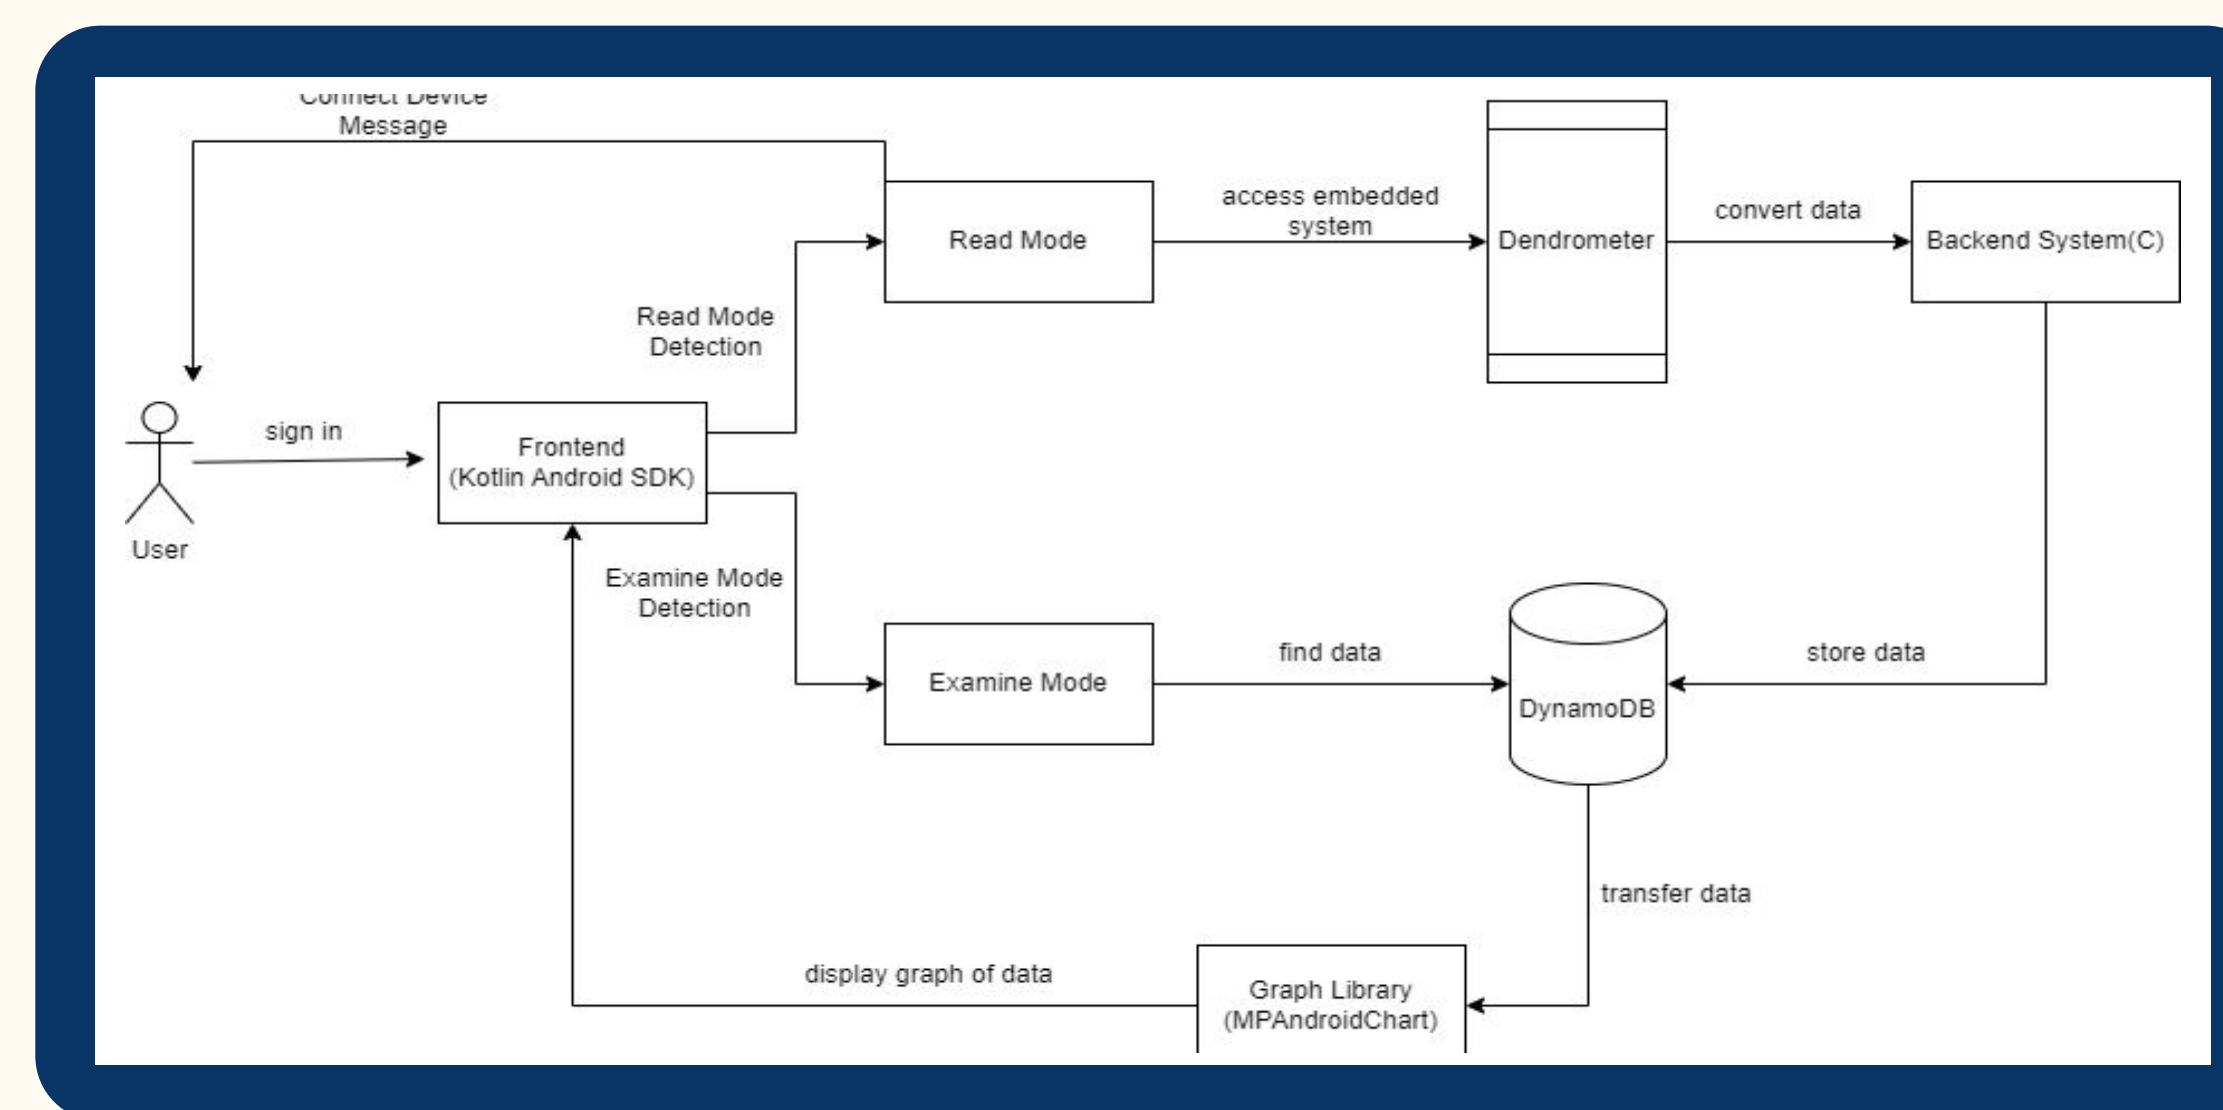 Connect Device
Message
access embedded
system
convert data
Read Mode
Dendrometer
Backend System(C)
Read Mode
Detection
sign in
Frontend
(Kotlin Android SDK)
User
Examine Mode
Detection
Examine Mode
find data
DynamoDB
store data
transfer data
display graph of data
Graph Library
(MPAndroidChart)